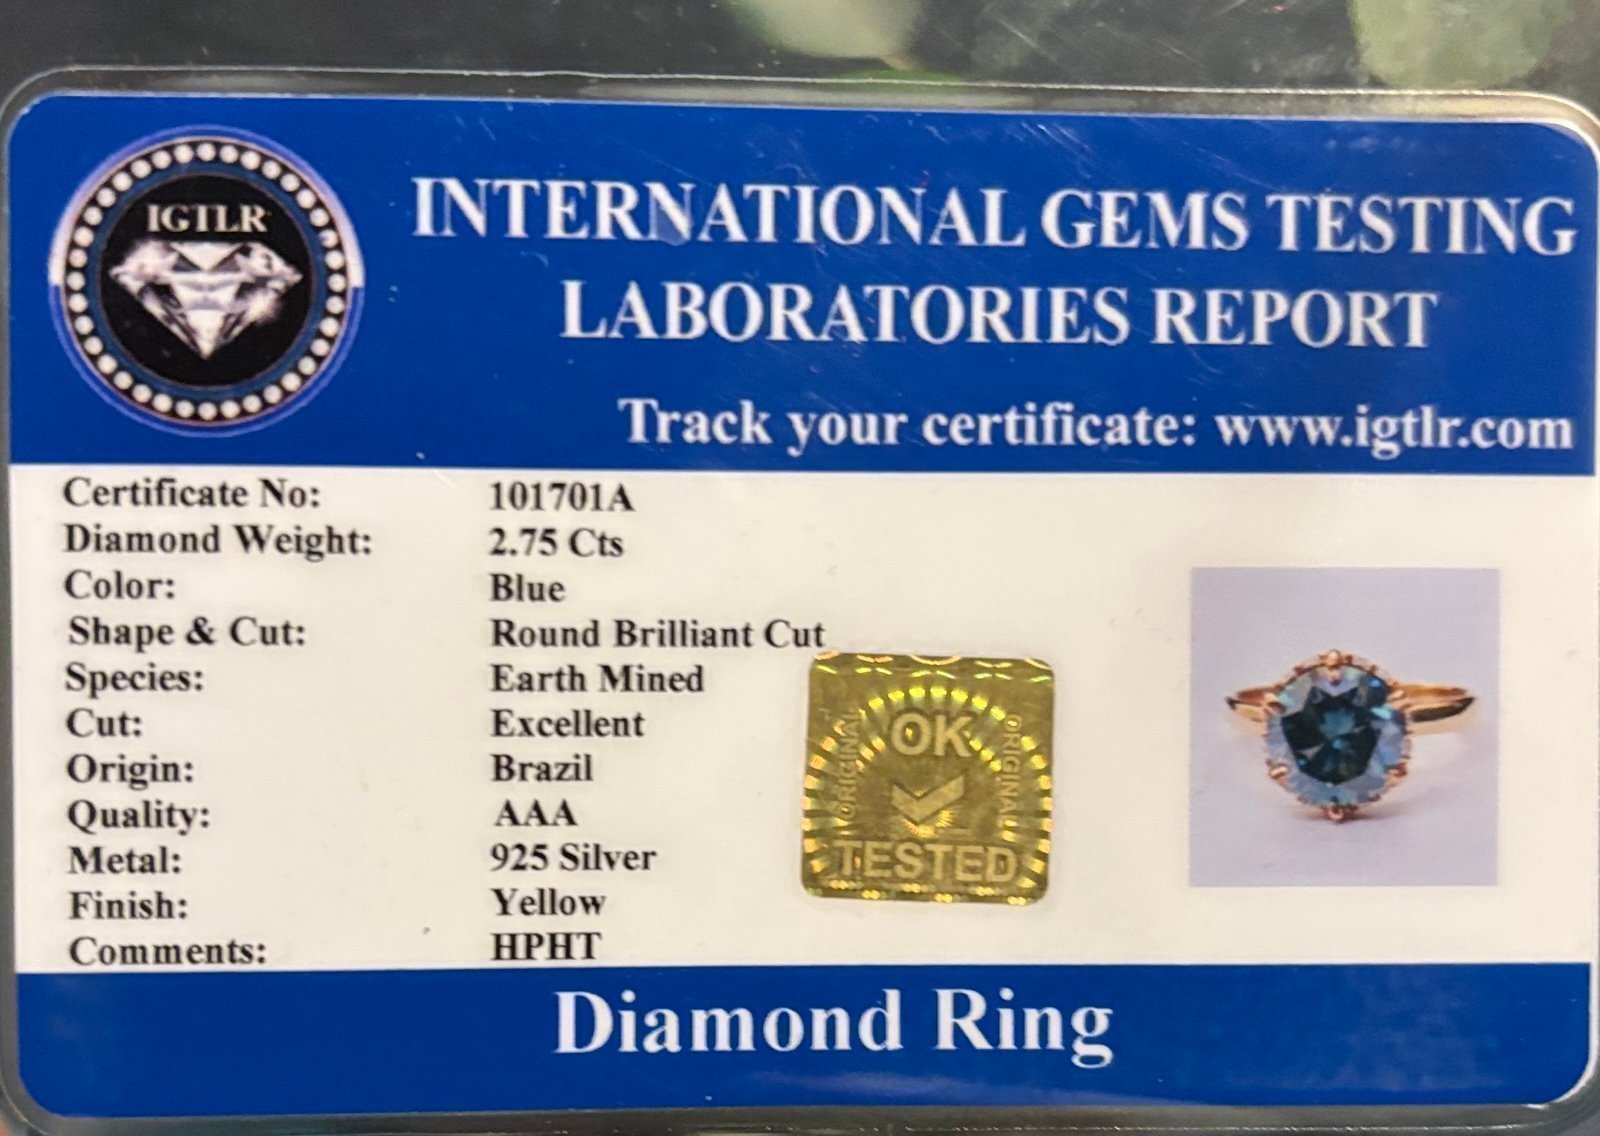 IGTLR
INTERNATIONAL GEMS TESTING
LABORATORIES REPORT
Track your certificate: www.igtlr.com
Certificate No: 101701A
Diamond Weight: 2.75 Cts
Color: Blue
Shape & Cut: Round Brilliant Cut
Species: Earth Mined
Cut: Excellent
Origin: Brazil
Quality: AAA
Metal: 925 Silver
Finish: Yellow
Comments: HPHT
OK
ORIGINAL
ORIGINAL
TESTED
Diamond Ring